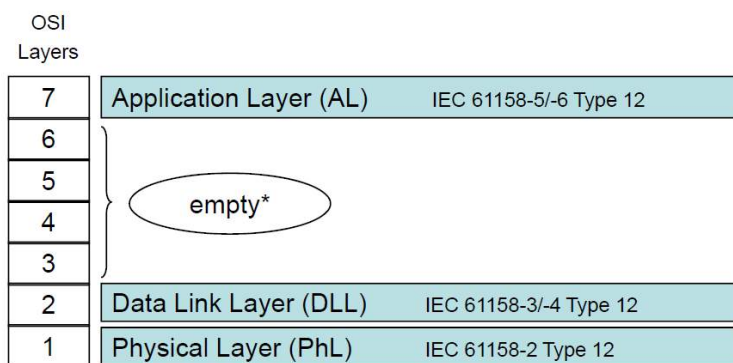 OSI
Layers
7 Application Layer (AL) IEC 61158-5/-6 Type 12
6
5
empty*
4
3
2 Data Link Layer (DLL) IEC 61158-3/-4 Type 12
1 Physical Layer (PhL) IEC 61158-2 Type 12